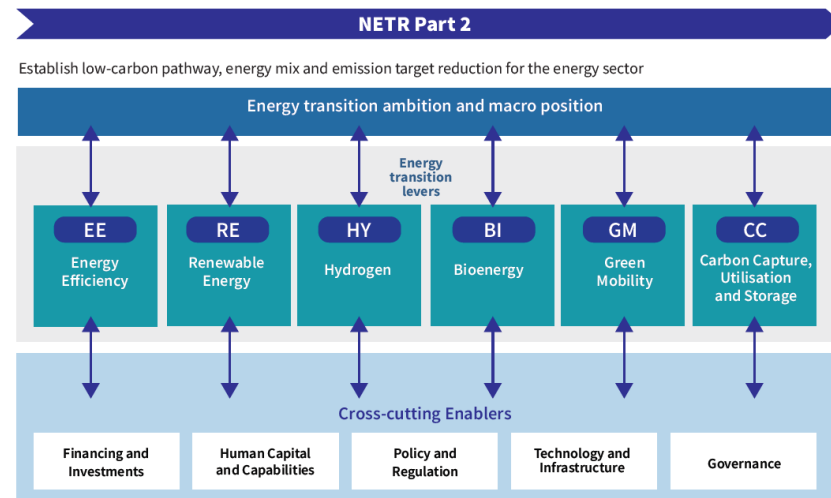 NETR Part 2
Establish low-carbon pathway, energy mix and emission target reduction for the energy sector
Energy transition ambition and macro position
Energy
transition
levers
EE
Energy
Efficiency
RE
Renewable
Energy
HY
Hydrogen
BI
Bioenergy
GM
Green
Mobility
CC
Carbon Capture,
Utilisation
and Storage
Cross-cutting Enablers
Financing and
Investments
Human Capital
and Capabilities
Policy and
Regulation
Technology and
Infrastructure
Governance